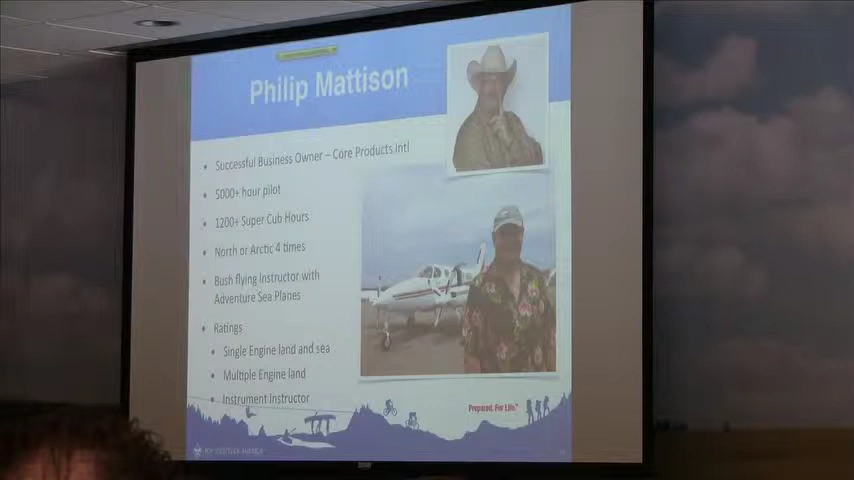 Philip Mattison
• Successful Business Owner – Core Products Intl
• 5000+ hour pilot
• 1200+ Super Cub Hours
• North or Arctic 4 times
• Bush flying Instructor with
Adventure Sea Planes
• Ratings
• Single Engine land and sea
• Multiple Engine land
• Instrument Instructor
Prepared. For Life.™